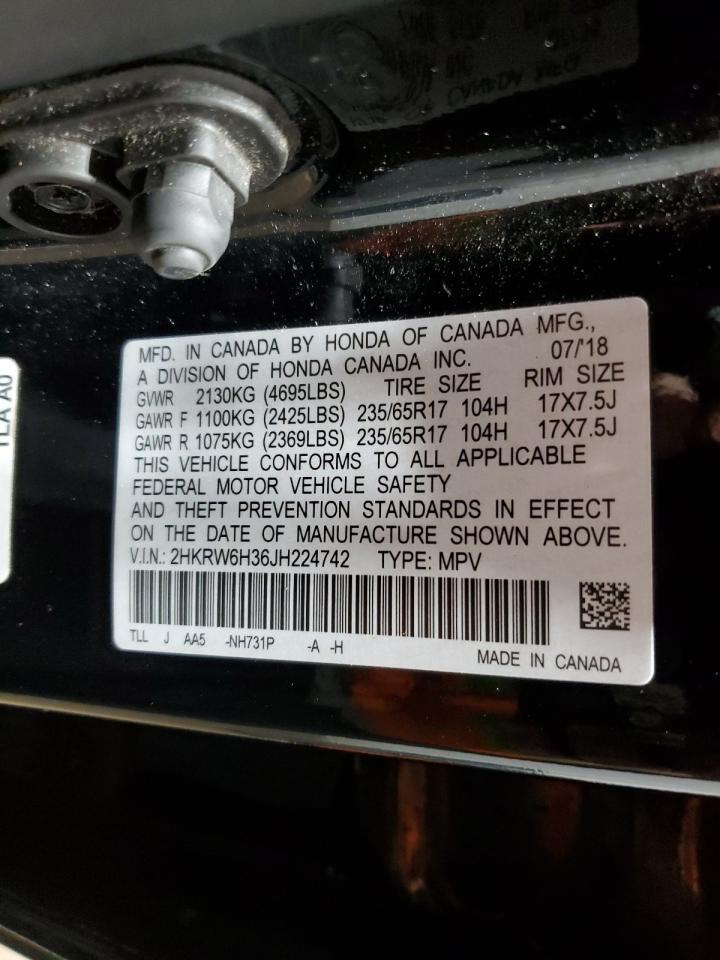 MFD. IN CANADA BY HONDA OF CANADA MFG.,
A DIVISION OF HONDA CANADA INC. 07/'18
GVWR 2130KG (4695LBS) TIRE SIZE RIM SIZE
GAWR F 1100KG (2425LBS) 235/65R17 104H 17X7.5J
GAWR R 1075KG (2369LBS) 235/65R17 104H 17X7.5J
THIS VEHICLE CONFORMS TO ALL APPLICABLE
FEDERAL MOTOR VEHICLE SAFETY
AND THEFT PREVENTION STANDARDS IN EFFECT
ON THE DATE OF MANUFACTURE SHOWN ABOVE.
V.I.N.: 2HKRW6H36JH224742 TYPE: MPV
TLL J AA5 -NH731P -A -H
MADE IN CANADA
TLA A0